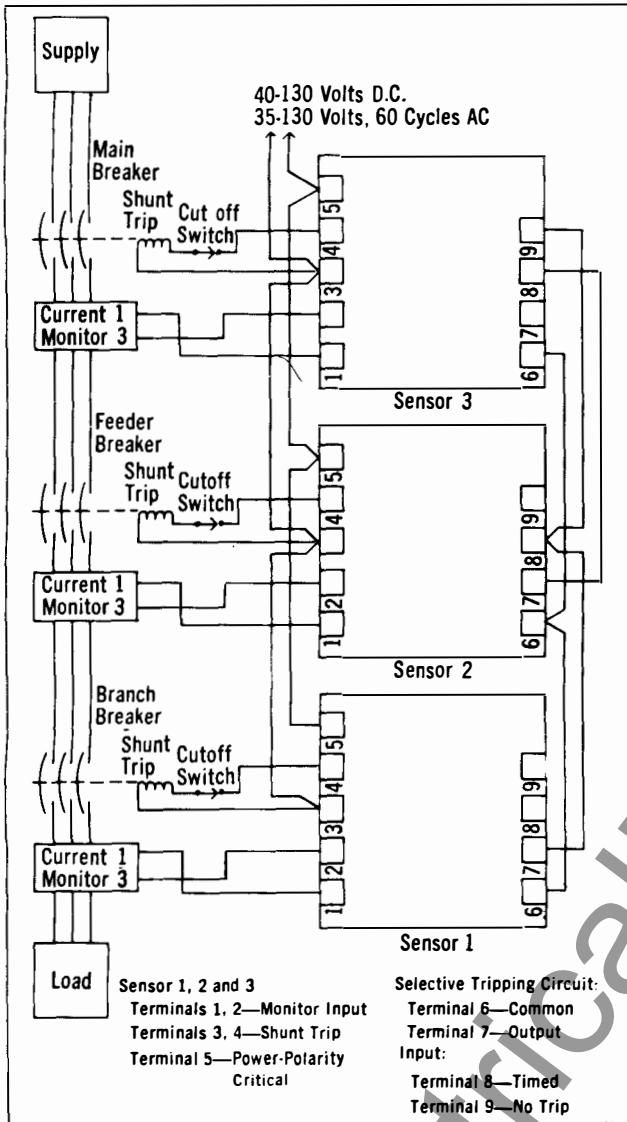 Supply
40-130 Volts D.C.
35-130 Volts, 60 Cycles AC
Main
Breaker
Shunt
Trip
Cut off
Switch
Current 1
Monitor 3
5
4
3
1
9
8
7
6
Sensor 3
Feeder
Breaker
Shunt
Trip
Cutoff
Switch
Current 1
Monitor 3
5
4
2
1
9
8
7
6
Sensor 2
Branch
Breaker
Shunt
Trip
Cutoff
Switch
Current 1
Monitor 3
5
4
3
2
1
9
8
7
6
Sensor 1
Load
Sensor 1, 2 and 3
Terminals 1, 2—Monitor Input
Terminals 3, 4—Shunt Trip
Terminal 5—Power-Polarity
Critical
Selective Tripping Circuit:
Terminal 6—Common
Terminal 7—Output
Input:
Terminal 8—Timed
Terminal 9—No Trip